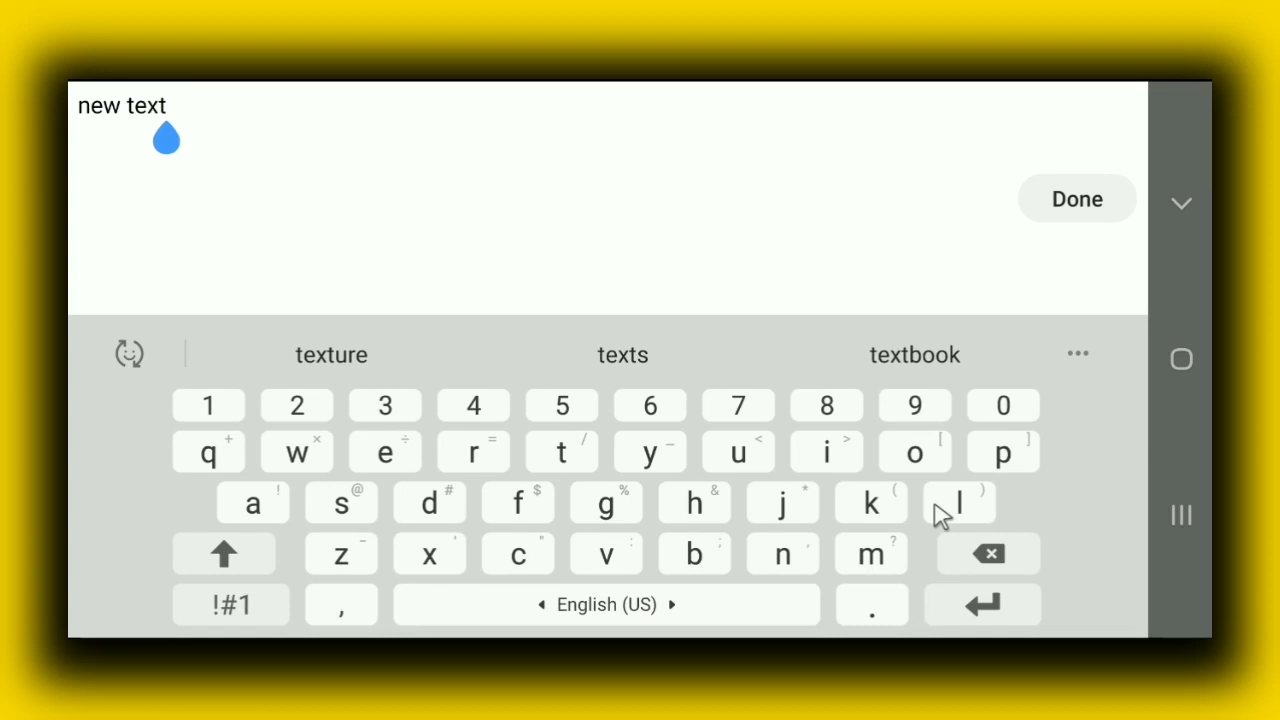 new text
Done
texture texts textbook ...
1 2 3 4 5 6 7 8 9 0
q + w × e ÷ r = t / y _ u < i > o [ p ]
a ! s @ d # f $ g % h & j * k ( l )
z - x ' c " v : b ; n , m ?
!#1 , English (US) .